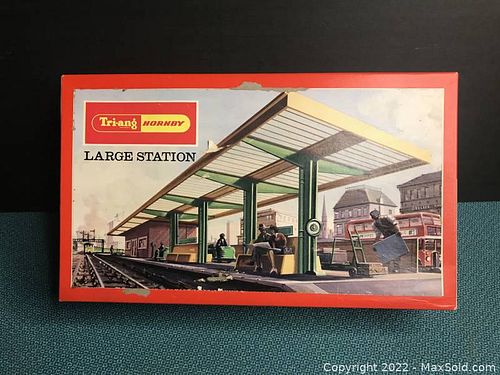 Tri-ang HORNBY
LARGE STATION
Copyright © 2022 - MaxSold.com